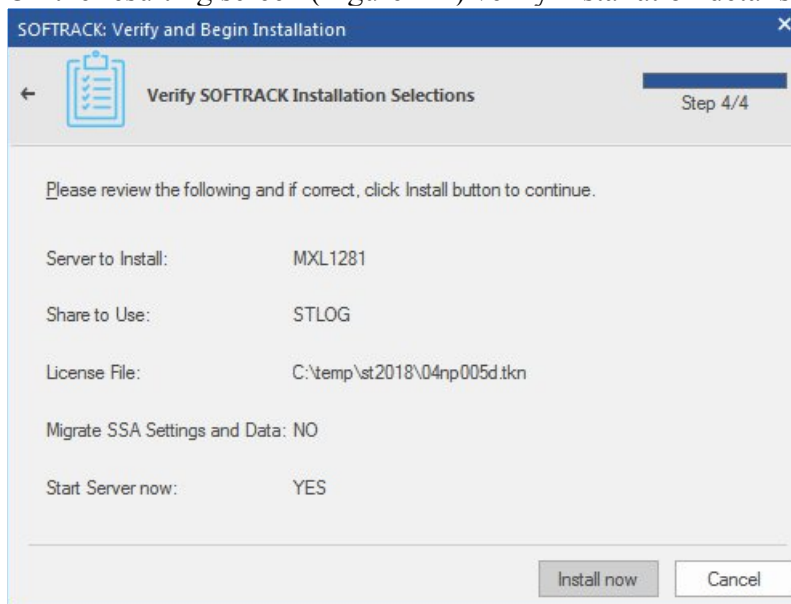 SOFTRACK: Verify and Begin Installation
Verify SOFTRACK Installation Selections
Step 4/4
Please review the following and if correct, click Install button to continue.
Server to Install: MXL1281
Share to Use: STLOG
License File: C:\temp\st2018\04np005d.tkn
Migrate SSA Settings and Data: NO
Start Server now: YES
Install now Cancel